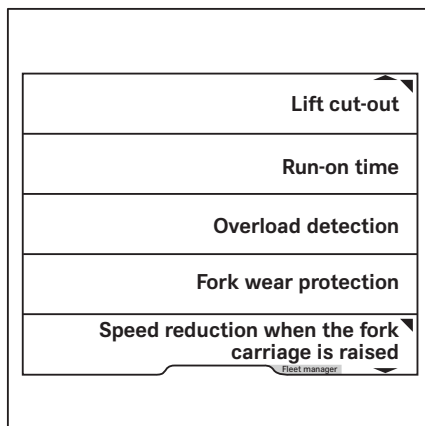 Lift cut-out
Run-on time
Overload detection
Fork wear protection
Speed reduction when the fork
carriage is raised
Fleet manager